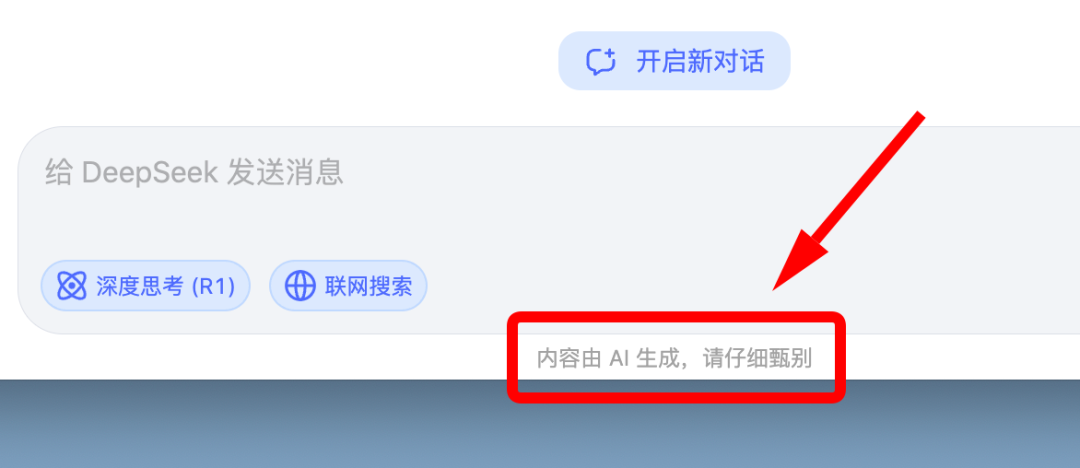 开启新对话
给 DeepSeek 发送消息
深度思考 (R1)
联网搜索
内容由 AI 生成，请仔细甄别